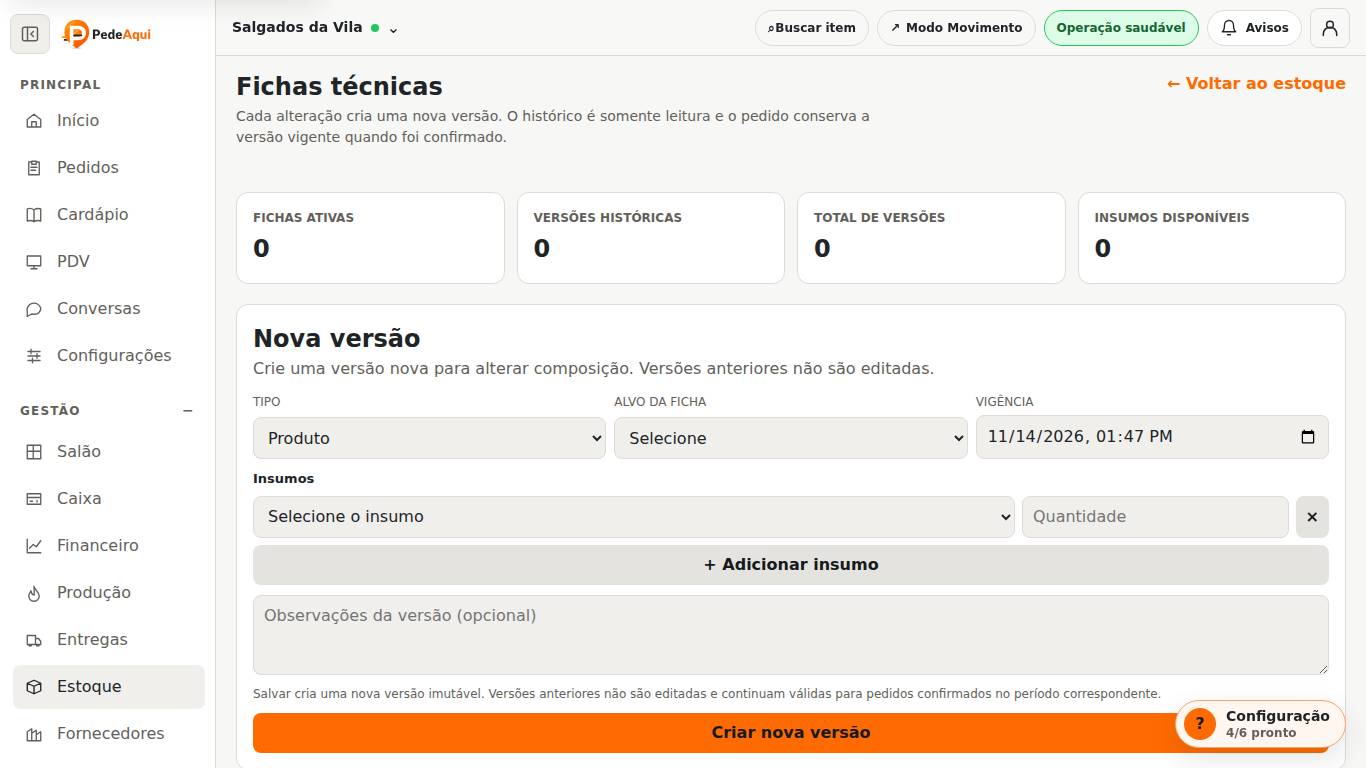 PedeAqui
PRINCIPAL
Início
Pedidos
Cardápio
PDV
Conversas
Configurações
GESTÃO −
Salão
Caixa
Financeiro
Produção
Entregas
Estoque
Fornecedores
Salgados da Vila
Buscar item
↗ Modo Movimento
Operação saudável
Avisos
Fichas técnicas
← Voltar ao estoque
Cada alteração cria uma nova versão. O histórico é somente leitura e o pedido conserva a
versão vigente quando foi confirmado.
FICHAS ATIVAS
0
VERSÕES HISTÓRICAS
0
TOTAL DE VERSÕES
0
INSUMOS DISPONÍVEIS
0
Nova versão
Crie uma versão nova para alterar composição. Versões anteriores não são editadas.
TIPO
Produto
ALVO DA FICHA
Selecione
VIGÊNCIA
11/14/2026, 01:47 PM
Insumos
Selecione o insumo
Quantidade
×
+ Adicionar insumo
Observações da versão (opcional)
Salvar cria uma nova versão imutável. Versões anteriores não são editadas e continuam válidas para pedidos confirmados no período correspondente.
Criar nova versão
?
Configuração
4/6 pronto